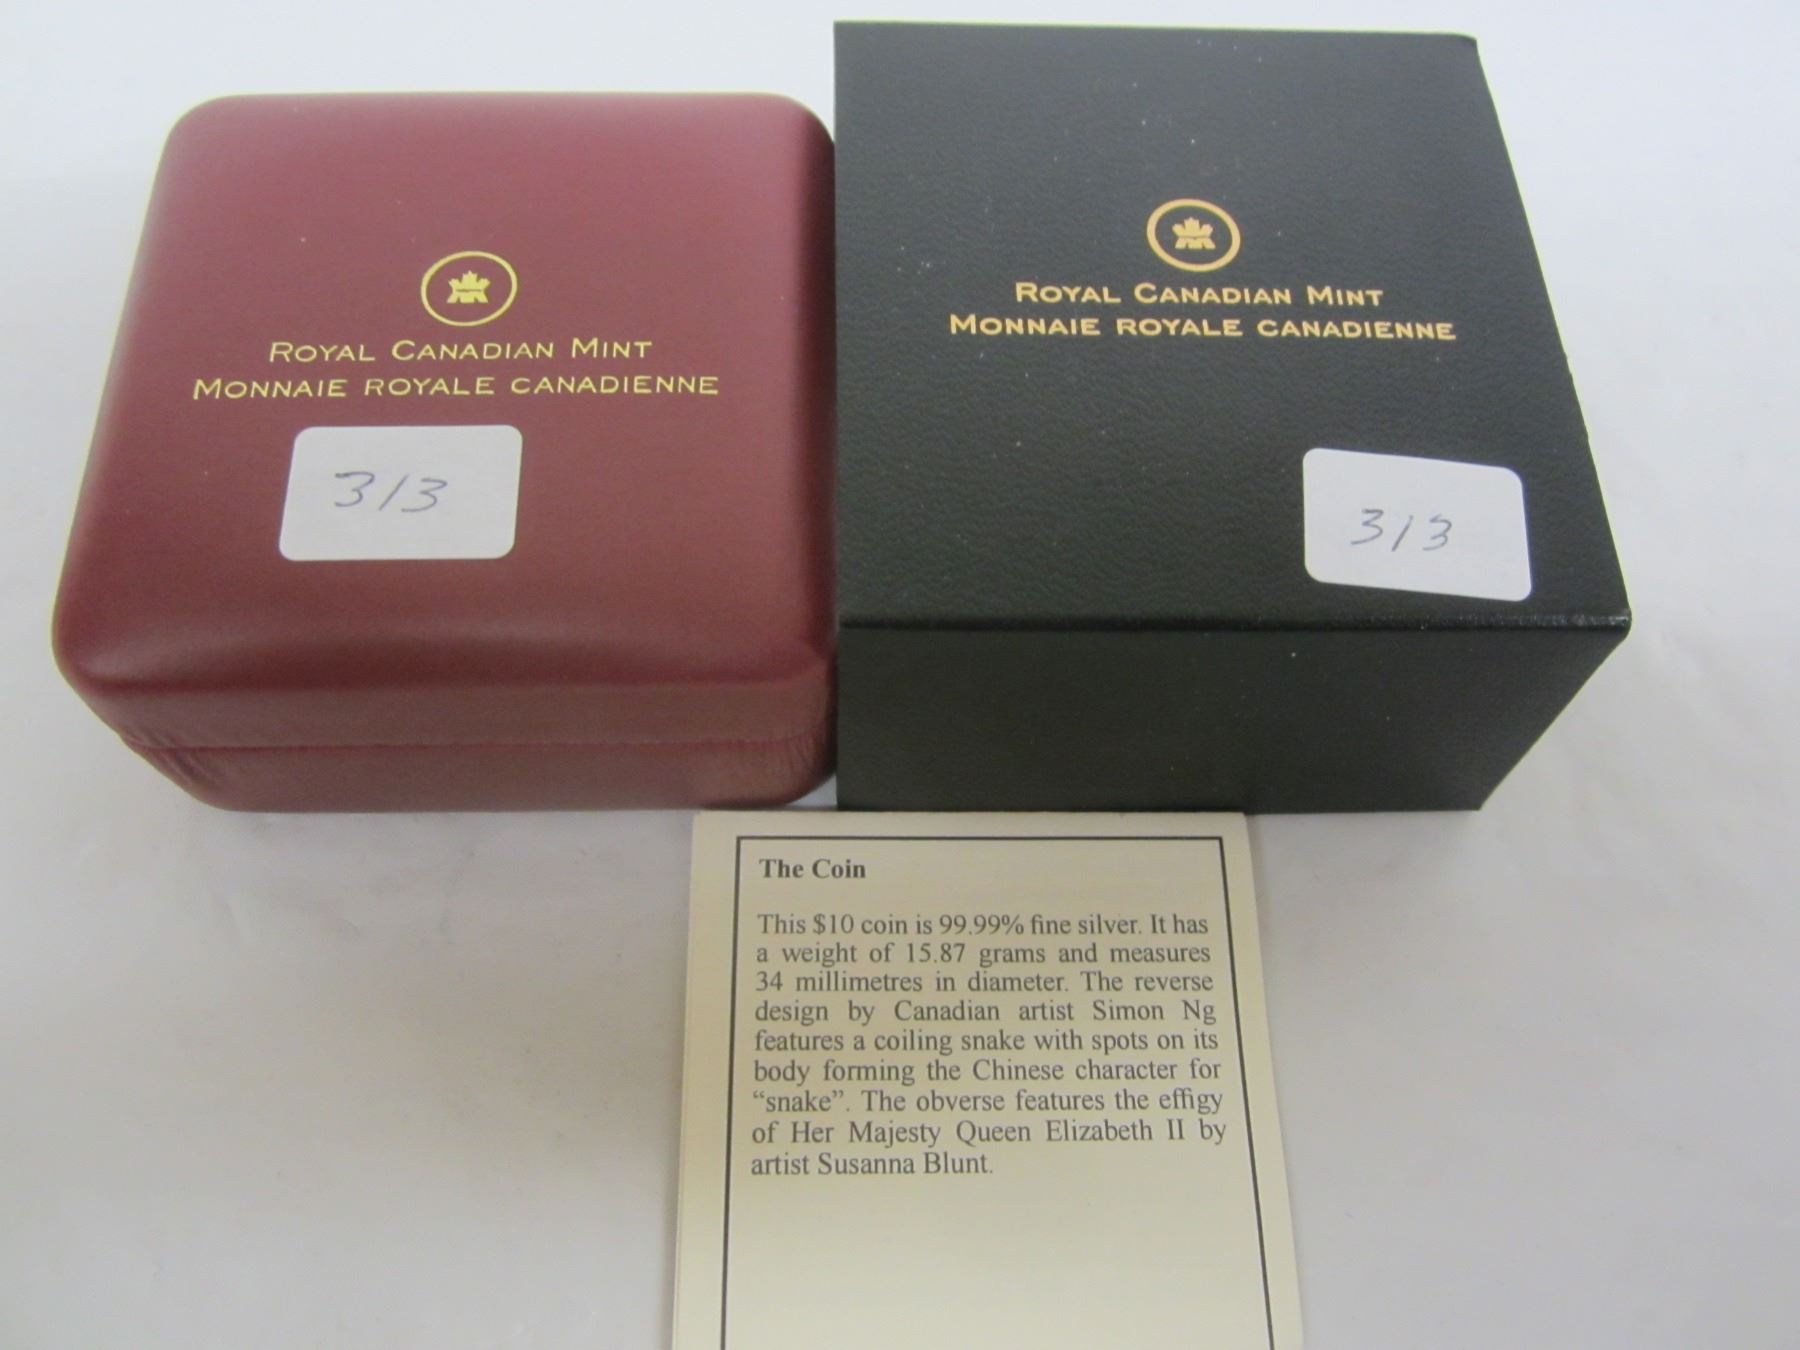 ROYAL CANADIAN MINT
MONNAIE ROYALE CANADIENNE
313
ROYAL CANADIAN MINT
MONNAIE ROYALE CANADIENNE
313
The Coin
This $10 coin is 99.99% fine silver. It has
a weight of 15.87 grams and measures
34 millimetres in diameter. The reverse
design by Canadian artist Simon Ng
features a coiling snake with spots on its
body forming the Chinese character for
“snake”. The obverse features the effigy
of Her Majesty Queen Elizabeth II by
artist Susanna Blunt.